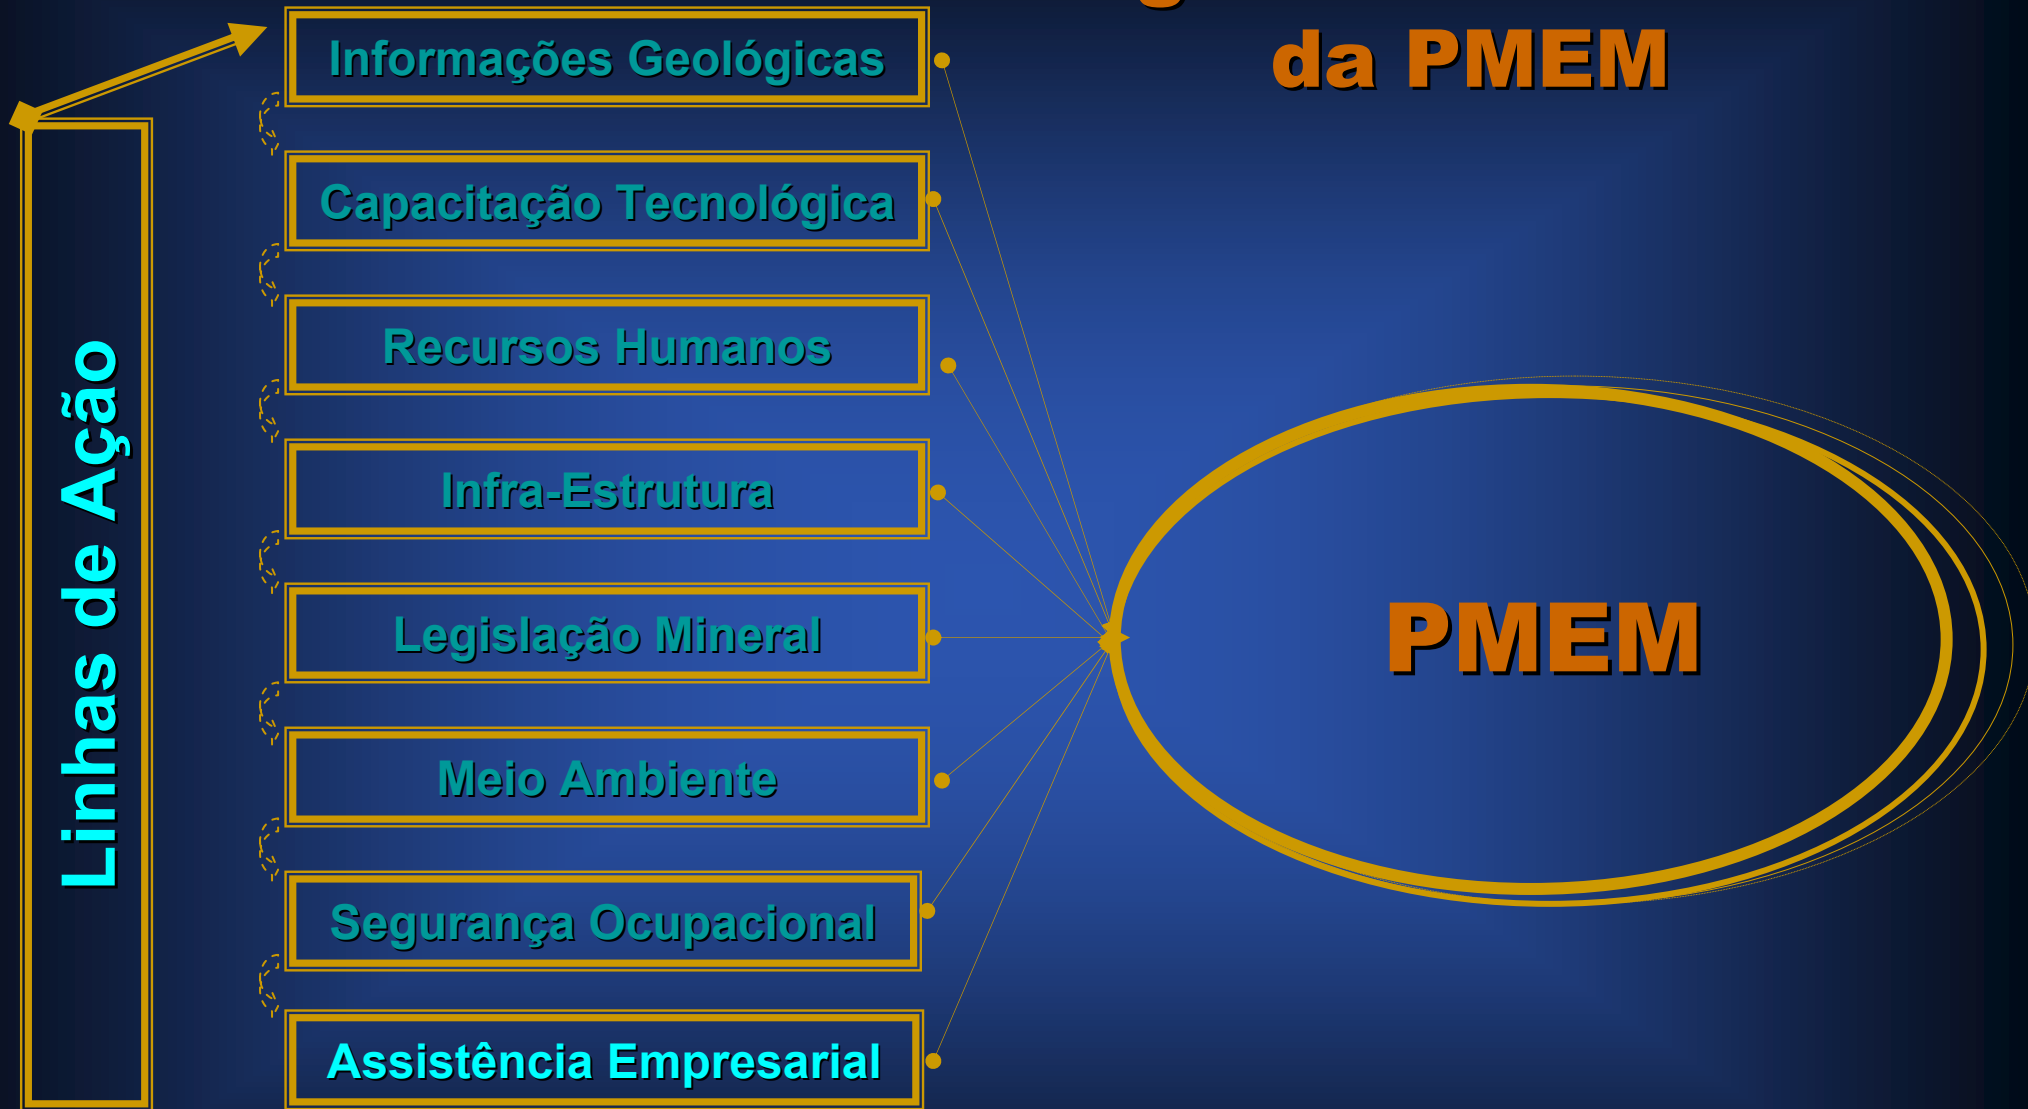 da PMEM
Linhas de Ação
Informações Geológicas
Capacitação Tecnológica
Recursos Humanos
Infra-Estrutura
Legislação Mineral
Meio Ambiente
Segurança Ocupacional
Assistência Empresarial
PMEM